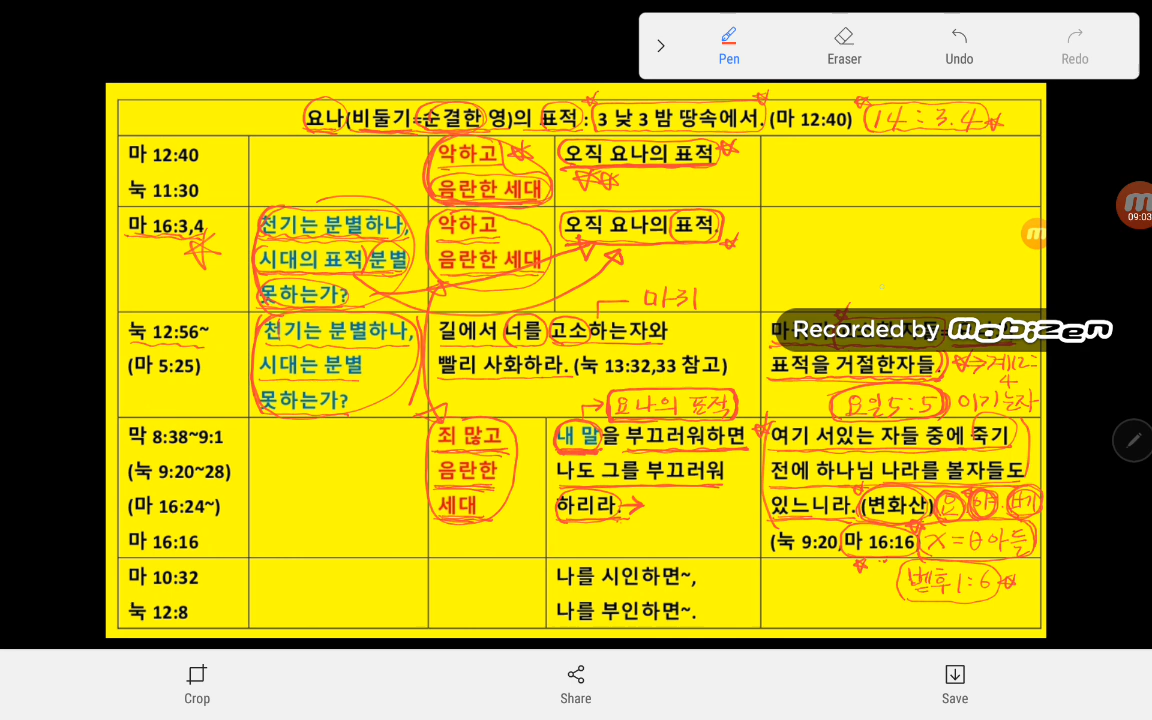 Pen
Eraser
Undo
Redo
요나(비둘기=순결한 영)의 표적 : 3 낮 3 밤 땅속에서. (마 12:40) 14:3.4
마 12:40
눅 11:30
악하고
음란한 세대
오직 요나의 표적
마 16:3,4
천기는 분별하나,
시대의 표적 분별
못하는가?
악하고
음란한 세대
오직 요나의 표적.
09:03
눅 12:56~
(마 5:25)
천기는 분별하나,
시대는 분별
못하는가?
길에서 너를 고소하는자와
빨리 사화하라. (눅 13:32,33 참고)
Recorded by mobizen
표적을 거절한자들.
계12:
4
요일5:5 이기는자
요나의 표적
막 8:38~9:1
(눅 9:20~28)
(마 16:24~)
마 16:16
죄 많고
음란한
세대
내 말을 부끄러워하면
나도 그를 부끄러워
하리라.
여기 서있는 자들 중에 죽기
전에 하나님 나라를 볼자들도
있느니라. (변화산) 요. 야. 베
(눅 9:20,마 16:16 X=θ아들
벧후1:6
마 10:32
눅 12:8
나를 시인하면~,
나를 부인하면~.
Crop
Share
Save